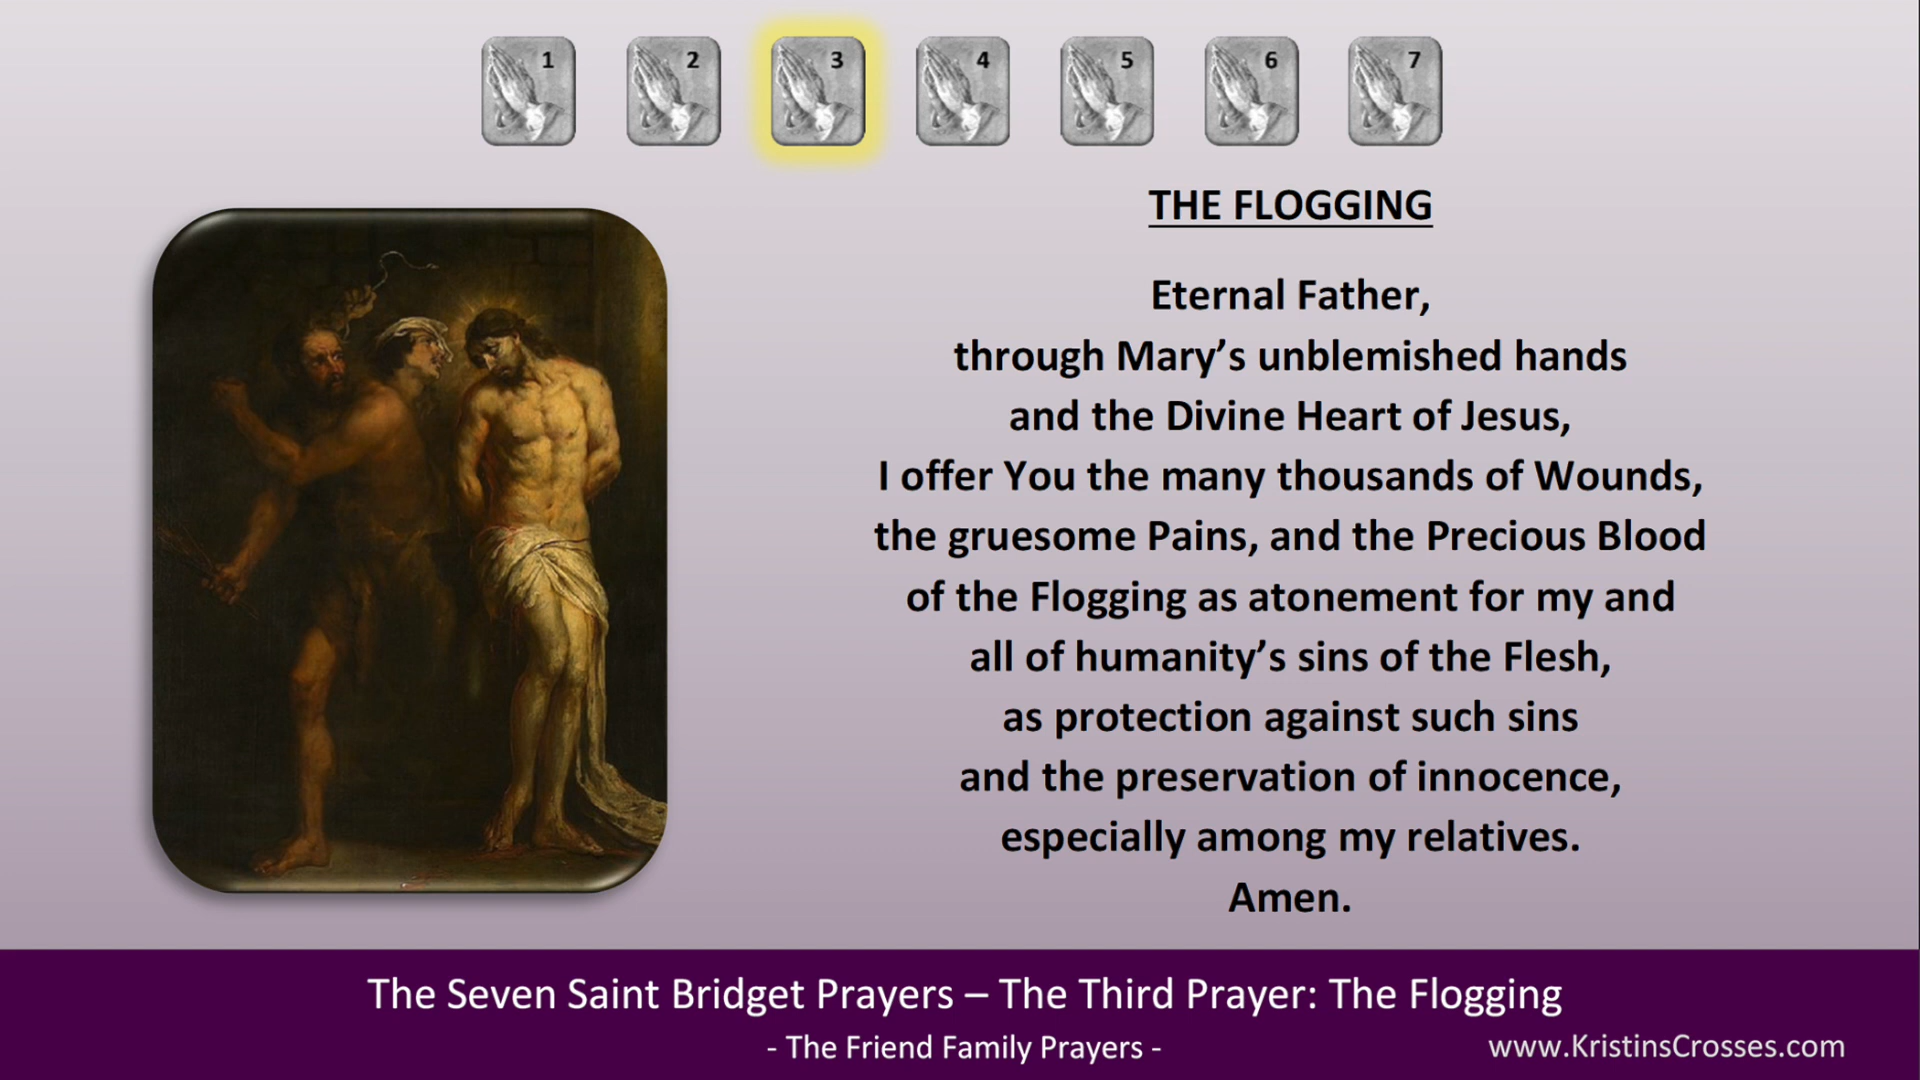 1 2 3 4 5 6 7
THE FLOGGING
Eternal Father,
through Mary’s unblemished hands
and the Divine Heart of Jesus,
I offer You the many thousands of Wounds,
the gruesome Pains, and the Precious Blood
of the Flogging as atonement for my and
all of humanity’s sins of the Flesh,
as protection against such sins
and the preservation of innocence,
especially among my relatives.
Amen.
The Seven Saint Bridget Prayers – The Third Prayer: The Flogging
- The Friend Family Prayers -
www.KristinsCrosses.com